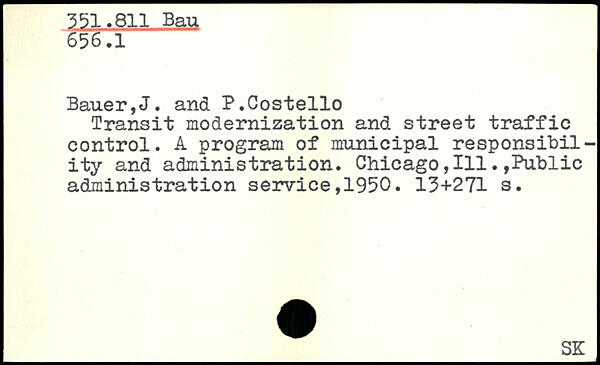 351.811 Bau
656.1
Bauer,J. and P.Costello
Transit modernization and street traffic
control. A program of municipal responsibil-
ity and administration. Chicago,Ill.,Public
administration service,1950. 13+271 s.
SK